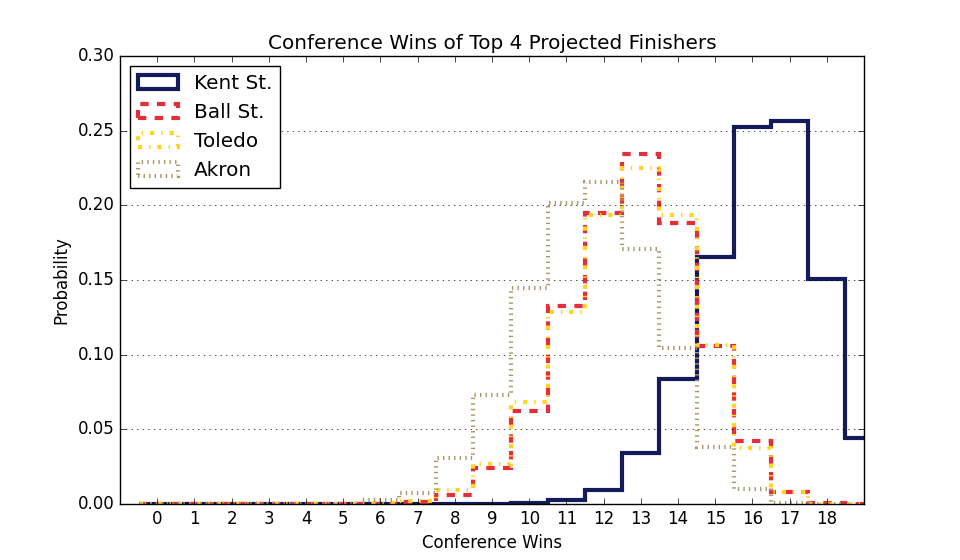 Conference Wins of Top 4 Projected Finishers
0.30
0.25
0.20
0.15
0.10
0.05
0.00
Probability
Kent St.
Ball St.
Toledo
Akron
0 1 2 3 4 5 6 7 8 9 10 11 12 13 14 15 16 17 18
Conference Wins